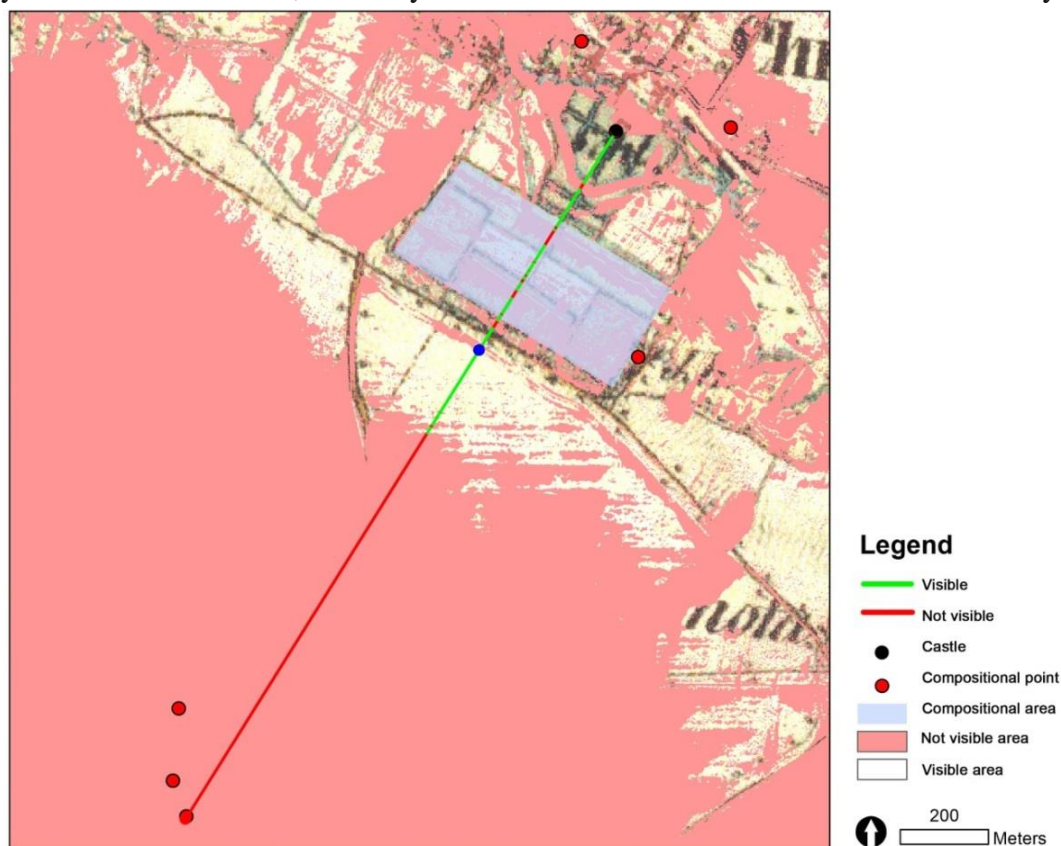 Legend
Visible
Not visible
Castle
Compositional point
Compositional area
Not visible area
Visible area
200
Meters